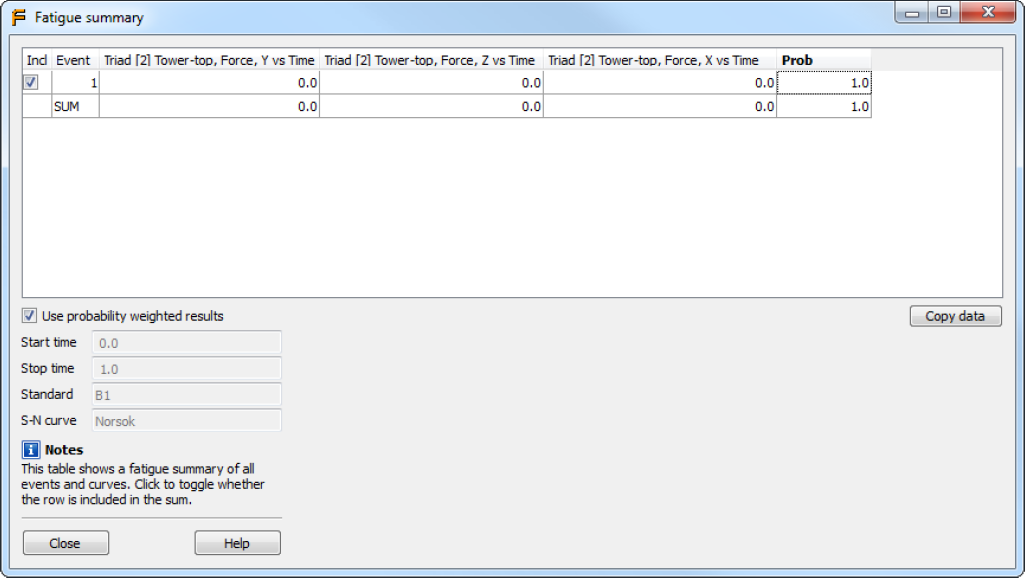 Fatigue summary
Incl Event Triad [2] Tower-top, Force, Y vs Time Triad [2] Tower-top, Force, Z vs Time Triad [2] Tower-top, Force, X vs Time Prob
1 0.0 0.0 0.0 1.0
SUM 0.0 0.0 0.0 1.0
Use probability weighted results
Copy data
Start time 0.0
Stop time 1.0
Standard B1
S-N curve Norsok
Notes
This table shows a fatigue summary of all
events and curves. Click to toggle whether
the row is included in the sum.
Close Help